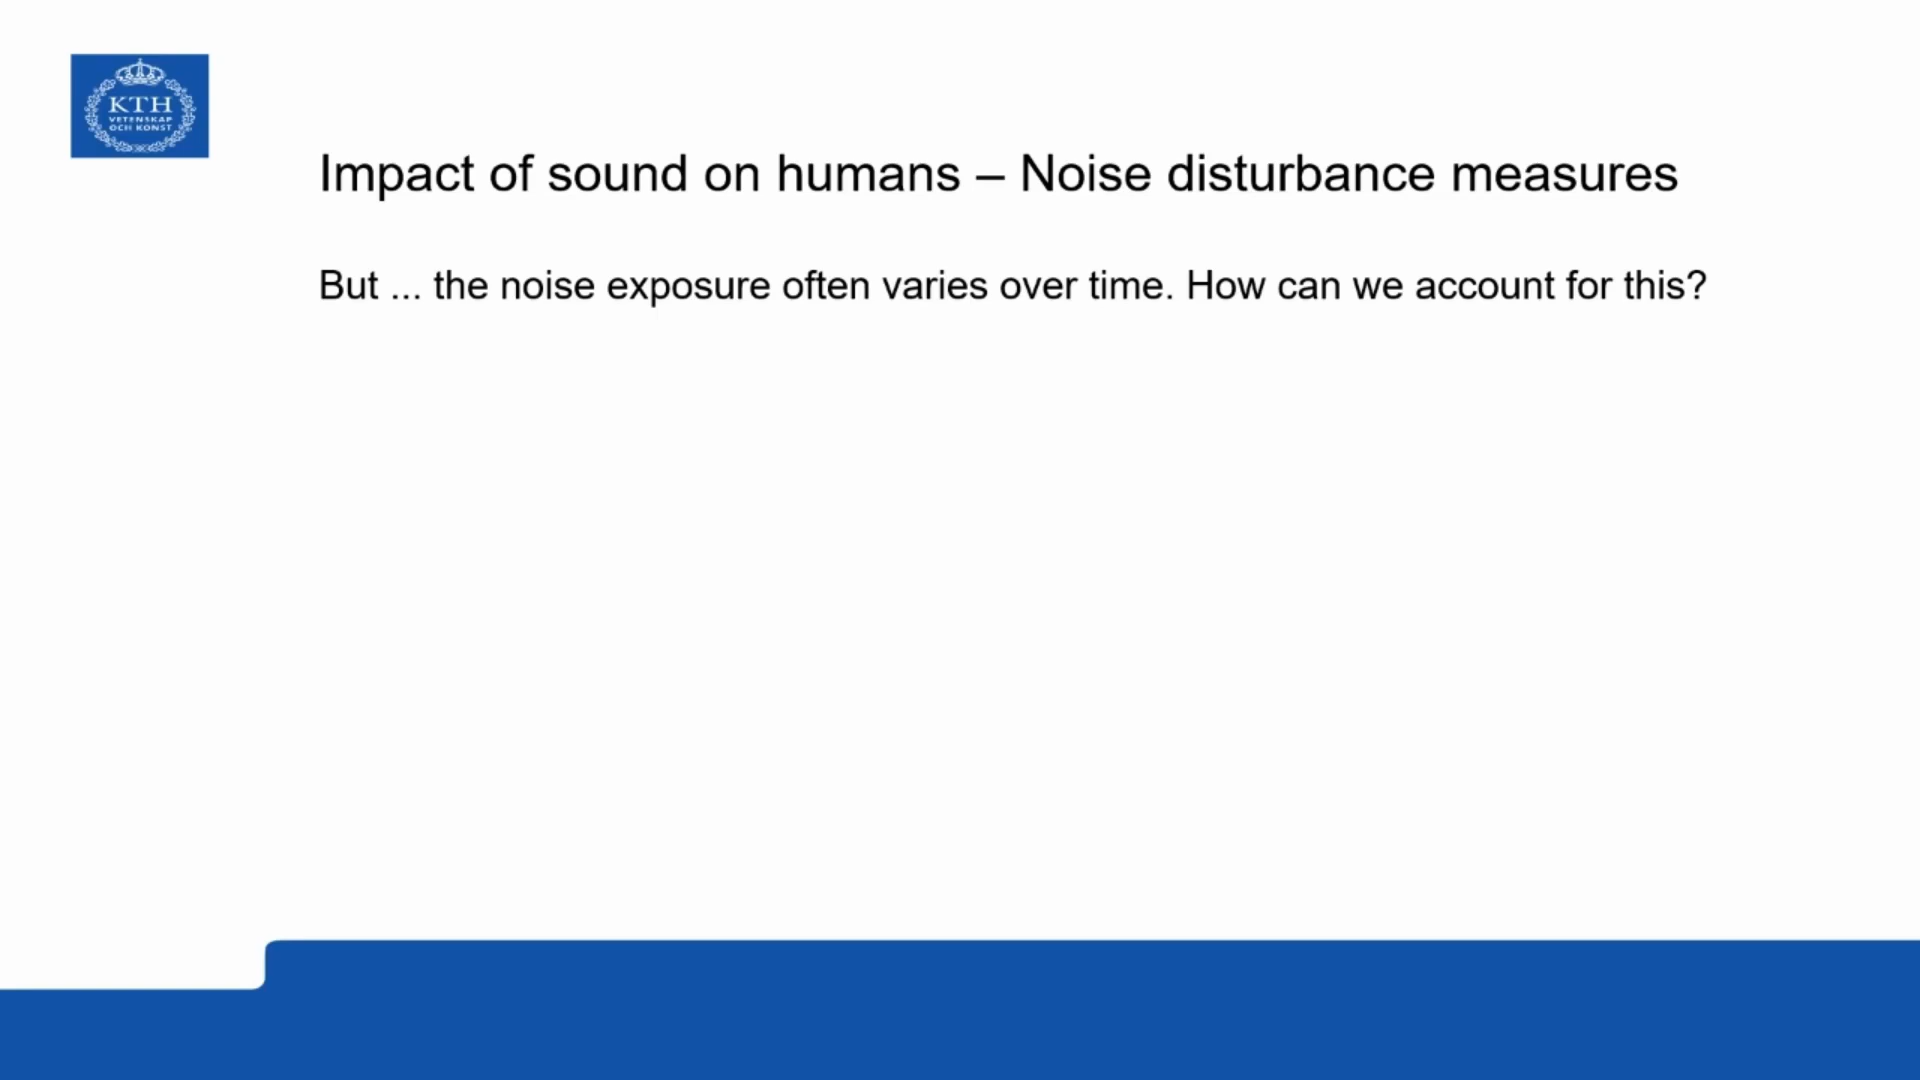 KTH
VETENSKAP
OCH KONST
Impact of sound on humans – Noise disturbance measures
But ... the noise exposure often varies over time. How can we account for this?